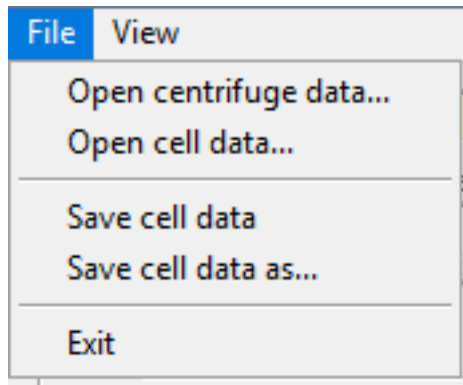 File View
Open centrifuge data...
Open cell data...
Save cell data
Save cell data as...
Exit